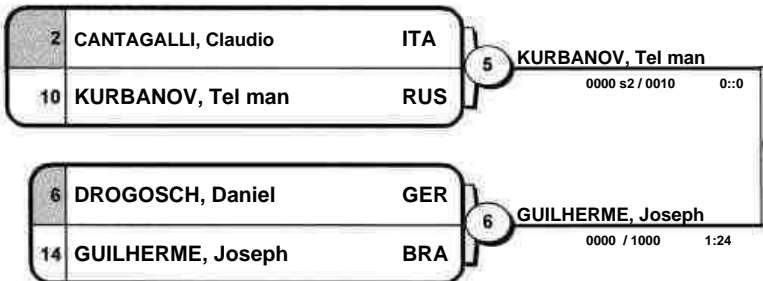 2 CANTAGALLI, Claudio ITA
10 KURBANOV, Tel man RUS
5 KURBANOV, Tel man
0000 s2 / 0010 0::0
6 DROGOSCH, Daniel GER
14 GUILHERME, Joseph BRA
6 GUILHERME, Joseph
0000 / 1000 1:24